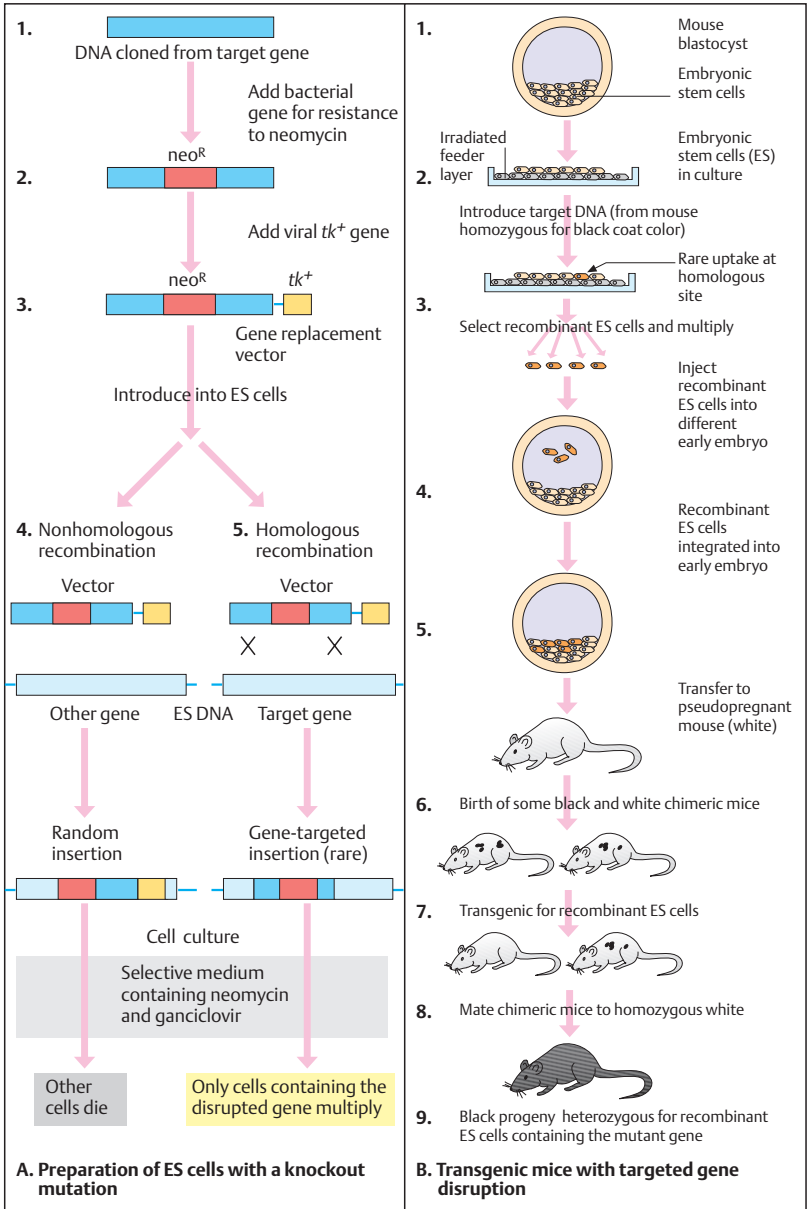 1.
DNA cloned from target gene
Add bacterial
gene for resistance
to neomycin
neoR
2.
Add viral tk+ gene
neoR
tk+
3.
Gene replacement
vector
Introduce into ES cells
4. Nonhomologous
recombination
Vector
5. Homologous
recombination
Vector
Other gene
ES DNA
Target gene
Random
insertion
Gene-targeted
insertion (rare)
Cell culture
Selective medium
containing neomycin
and ganciclovir
Other
cells die
Only cells containing the
disrupted gene multiply
A. Preparation of ES cells with a knockout
mutation
1.
Mouse
blastocyst
Embryonic
stem cells
Irradiated
feeder
layer
Embryonic
stem cells (ES)
in culture
2.
Introduce target DNA (from mouse
homozygous for black coat color)
Rare uptake at
homologous
site
3.
Select recombinant ES cells and multiply
Inject
recombinant
ES cells into
different
early embryo
4.
Recombinant
ES cells
integrated into
early embryo
5.
Transfer to
pseudopregnant
mouse (white)
6. Birth of some black and white chimeric mice
7. Transgenic for recombinant ES cells
8. Mate chimeric mice to homozygous white
9. Black progeny heterozygous for recombinant
ES cells containing the mutant gene
B. Transgenic mice with targeted gene
disruption